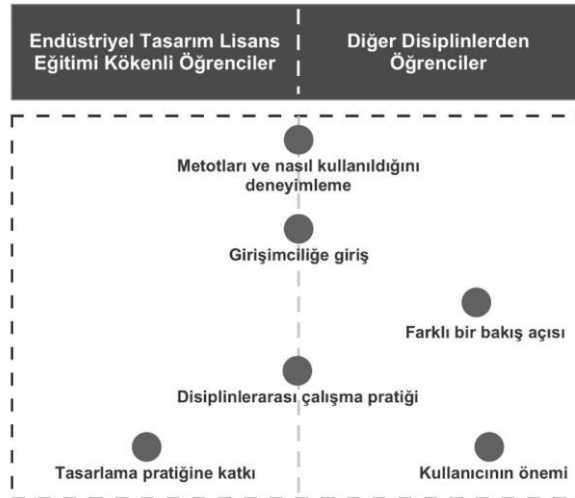 Endüstriyel Tasarım Lisans
Eğitimi Kökenli Öğrenciler
Diğer Disiplinlerden
Öğrenciler
Metotları ve nasıl kullanıldığını
deneyimleme
Girişimciliğe giriş
Farklı bir bakış açısı
Disiplinlerarası çalışma pratiği
Tasarlama pratiğine katkı
Kullanıcının önemi